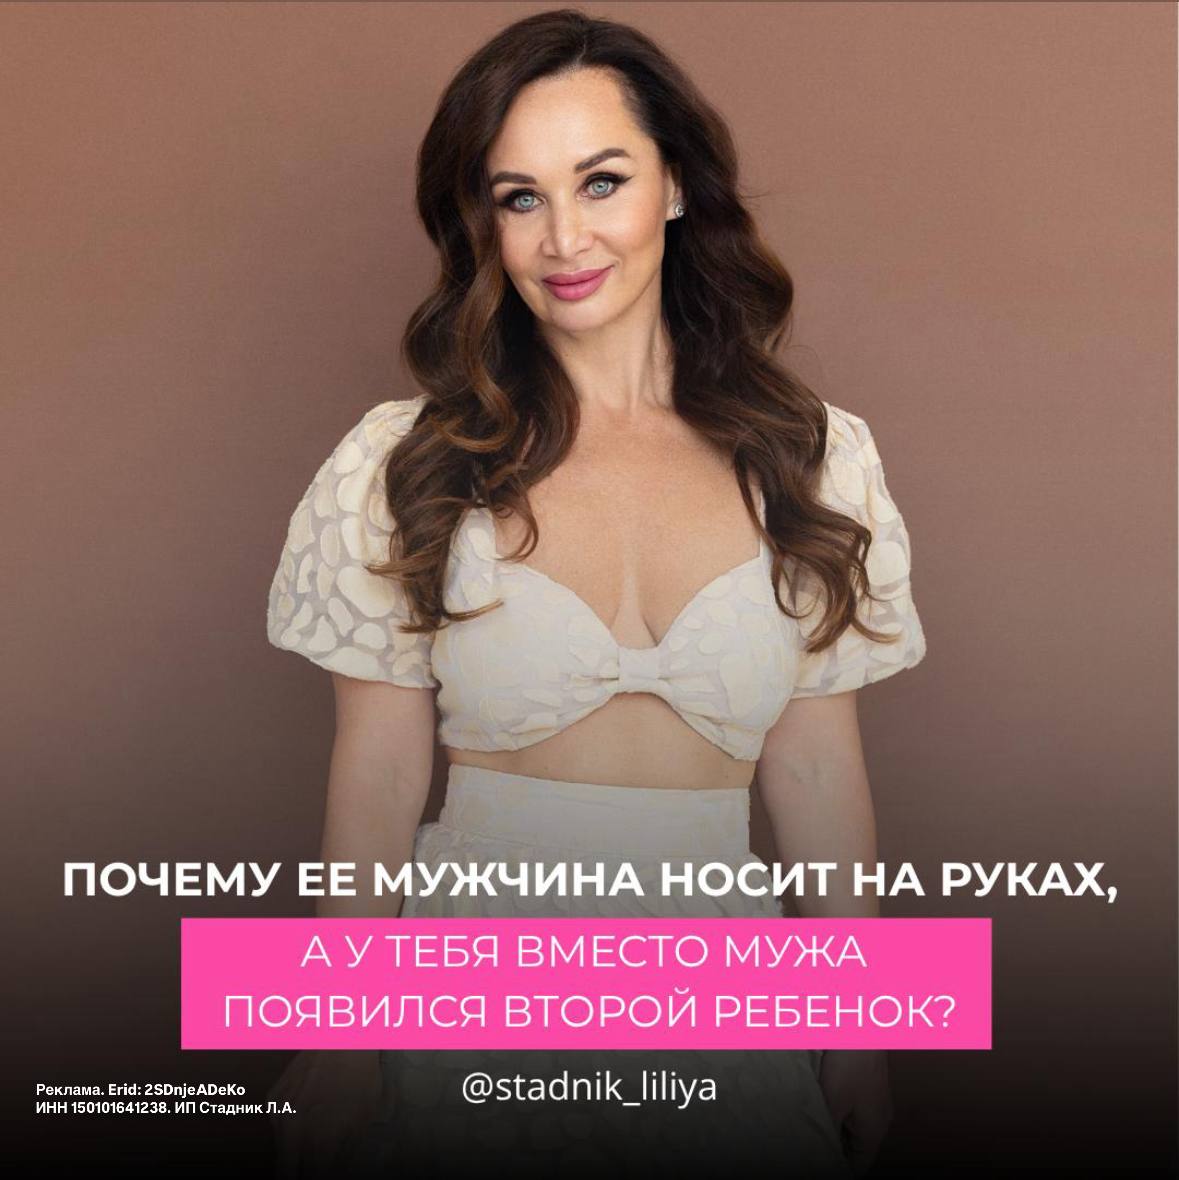 ПОЧЕМУ ЕЕ МУЖЧИНА НОСИТ НА РУКАХ,
А У ТЕБЯ ВМЕСТО МУЖА
ПОЯВИЛСЯ ВТОРОЙ РЕБЕНОК?
@stadnik_liliya
Реклама. Erid: 2SDnjeADeKo
ИНН 150101641238. ИП Стадник Л.А.